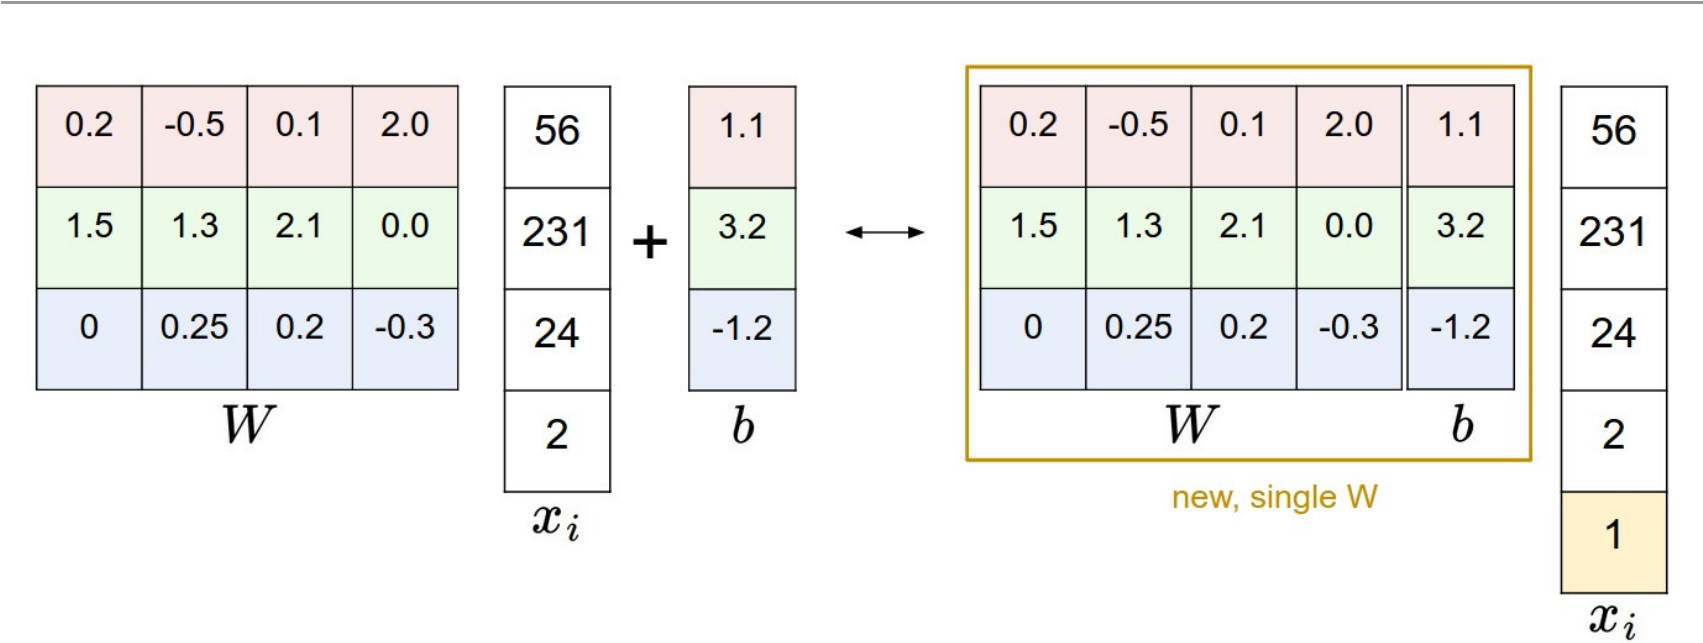 0.2 -0.5 0.1 2.0 56 1.1 0.2 -0.5 0.1 2.0 1.1 56
1.5 1.3 2.1 0.0 231 + 3.2 1.5 1.3 2.1 0.0 3.2 231
0 0.25 0.2 -0.3 24 -1.2 0 0.25 0.2 -0.3 -1.2 24
W 2 b W b 2
new, single W
x_i 1
x_i